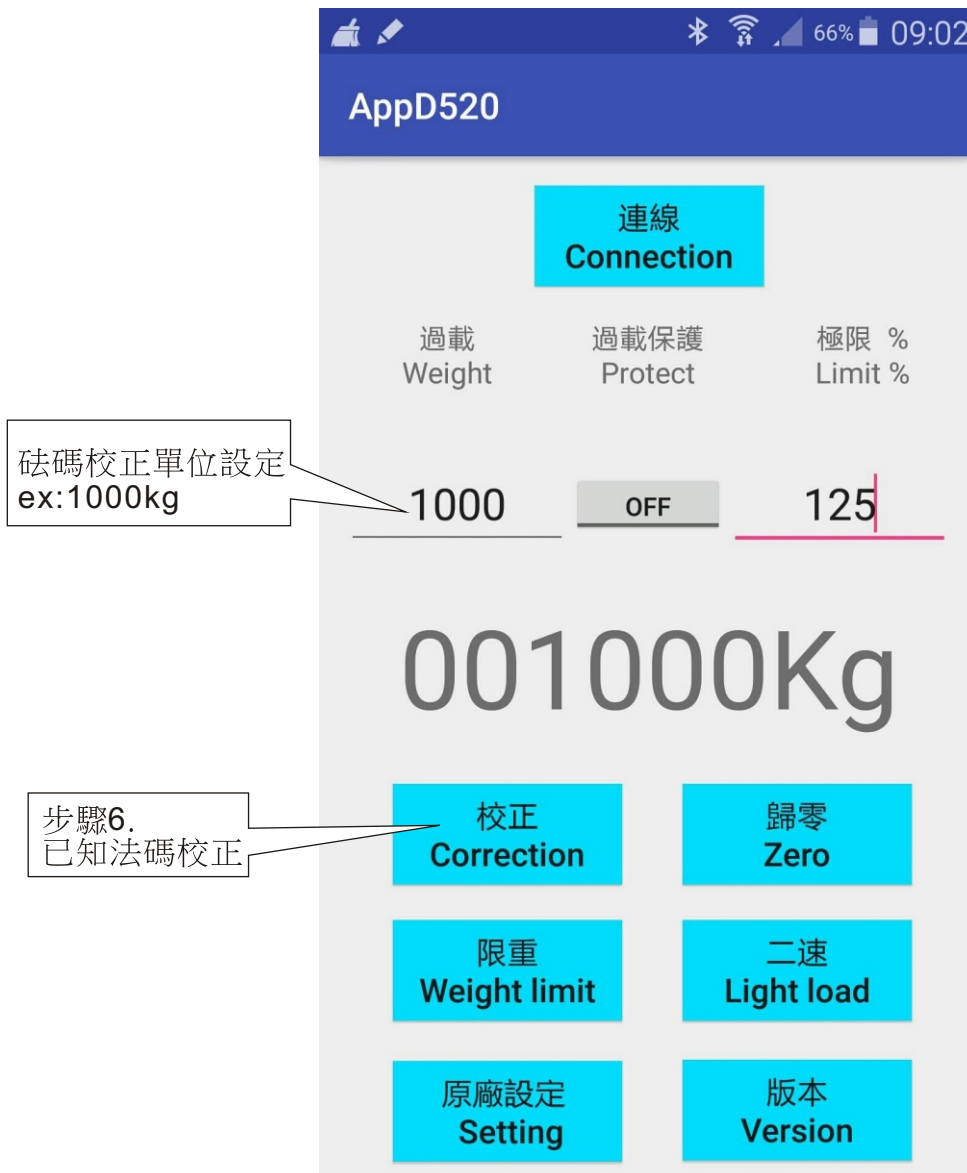 66% 09:02
AppD520
連線
Connection
過載 過載保護 極限 %
Weight Protect Limit %
砝碼校正單位設定
ex:1000kg
1000 OFF 125
001000Kg
步驟6.
已知法碼校正
校正 歸零
Correction Zero
限重 二速
Weight limit Light load
原廠設定 版本
Setting Version